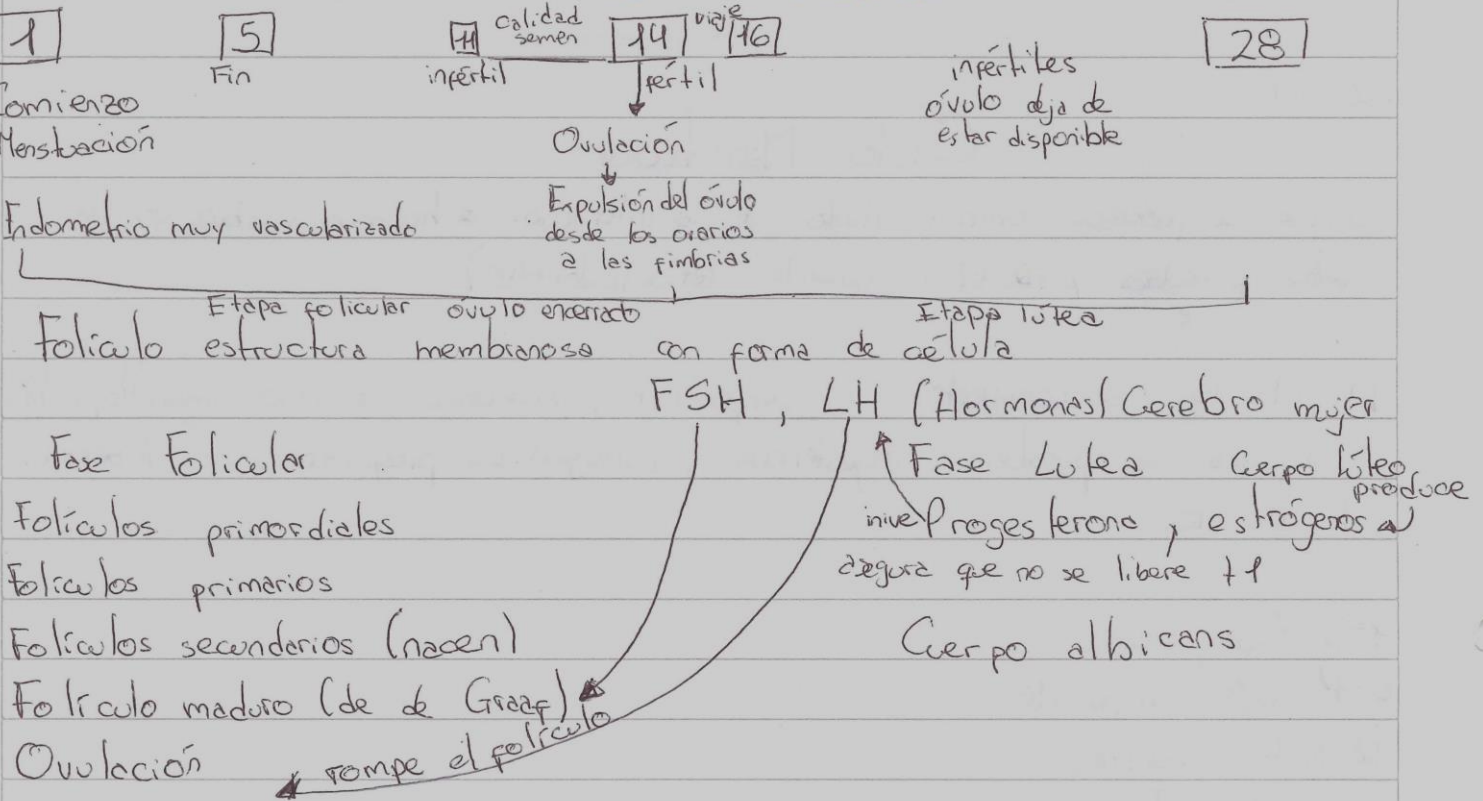 1 5 11 calidad semen 14 viaje 16 28
Fin infértil fértil infértiles
Comienzo óvulo deja de
Menstruación Ovulación estar disponible
Endometrio muy vascularizado Expulsión del óvulo
desde los ovarios
a las fimbrias
Etapa folicular óvulo encerrado Etapa lútea
Folículo estructura membranosa con forma de célula
FSH, LH (Hormonas) Cerebro mujer
Fase Folicular Fase Lutea Cuerpo lúteo
produce
Folículos primordiales Progesterona, estrógenos
Folículos primarios asegura que no se libere +1
Folículos secundarios (nacen) Cuerpo albicans
Folículo maduro (de de Graaf)
Ovulación rompe el folículo